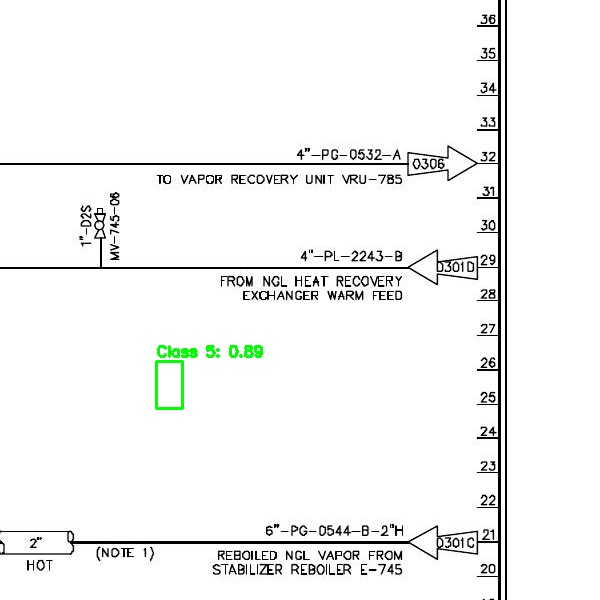 36
35
34
33
4"-PG-0532-A
0306
32
TO VAPOR RECOVERY UNIT VRU-785
31
1"-D2S
MV-745-06
30
4"-PL-2243-B
D301D
29
FROM NGL HEAT RECOVERY
EXCHANGER WARM FEED
28
27
Class 5: 0.89
26
25
24
23
22
6"-PG-0544-B-2"H
21
2"
D301C
(NOTE 1)
REBOILED NGL VAPOR FROM
HOT
STABILIZER REBOILER E-745
20